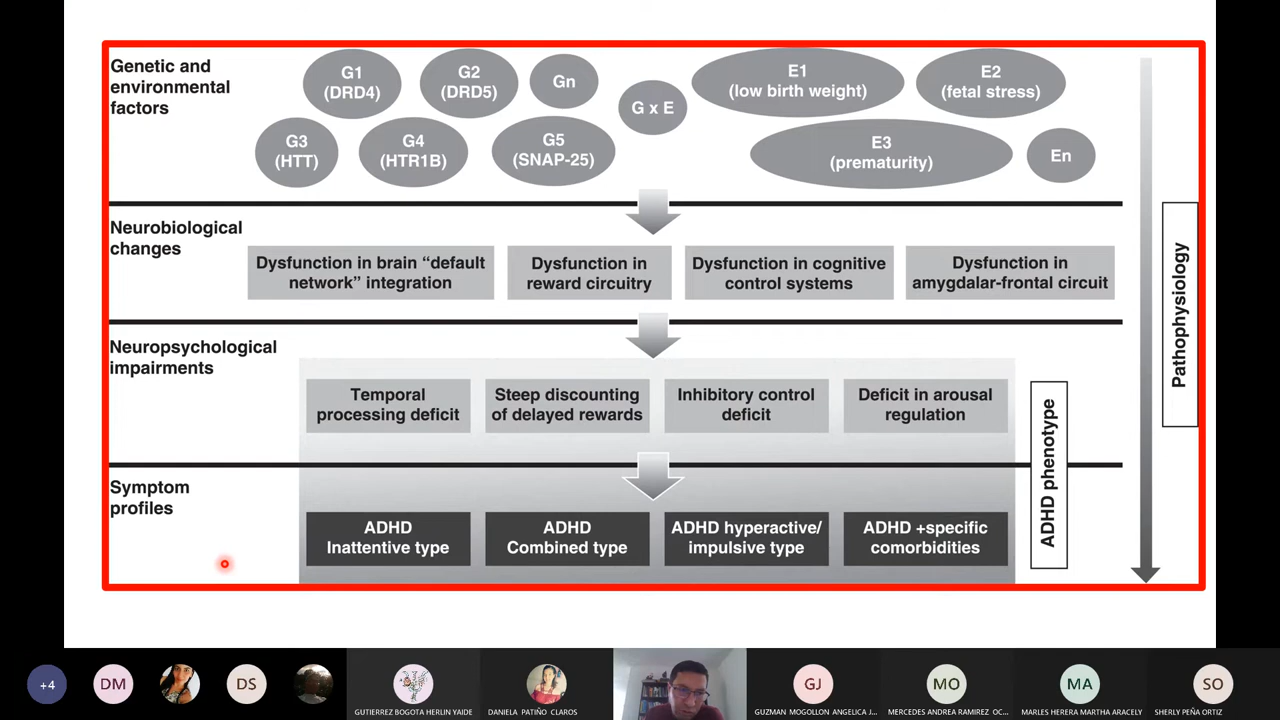 Genetic and
environmental
factors
G1
(DRD4)
G2
(DRD5)
Gn
G x E
E1
(low birth weight)
E2
(fetal stress)
G3
(HTT)
G4
(HTR1B)
G5
(SNAP-25)
E3
(prematurity)
En
Neurobiological
changes
Dysfunction in brain “default
network” integration
Dysfunction in
reward circuitry
Dysfunction in cognitive
control systems
Dysfunction in
amygdalar-frontal circuit
Pathophysiology
Neuropsychological
impairments
Temporal
processing deficit
Steep discounting
of delayed rewards
Inhibitory control
deficit
Deficit in arousal
regulation
ADHD phenotype
Symptom
profiles
ADHD
Inattentive type
ADHD
Combined type
ADHD hyperactive/
impulsive type
ADHD +specific
comorbidities
+4
DM
DS
GUTIERREZ BOGOTA HERLIN YAIDE
DANIELA PATIÑO CLAROS
GJ
GUZMAN MOGOLLON ANGELICA J...
MO
MERCEDES ANDREA RAMIREZ OC...
MA
MARLES HERERA MARTHA ARACELY
SO
SHERLY PEÑA ORTIZ